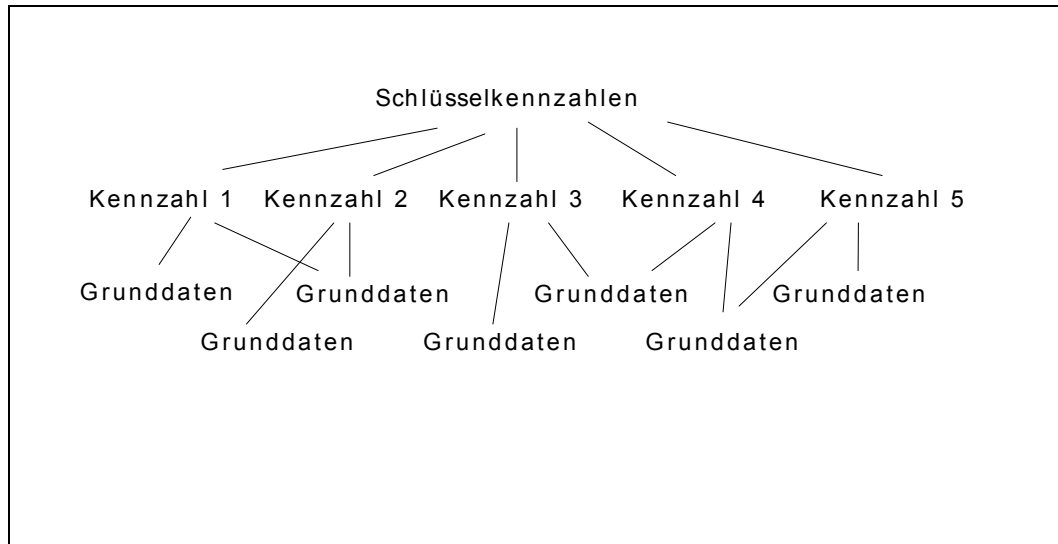 Schlüsselkennzahlen
Kennzahl 1 Kennzahl 2 Kennzahl 3 Kennzahl 4 Kennzahl 5
Grunddaten Grunddaten Grunddaten Grunddaten
Grunddaten Grunddaten Grunddaten